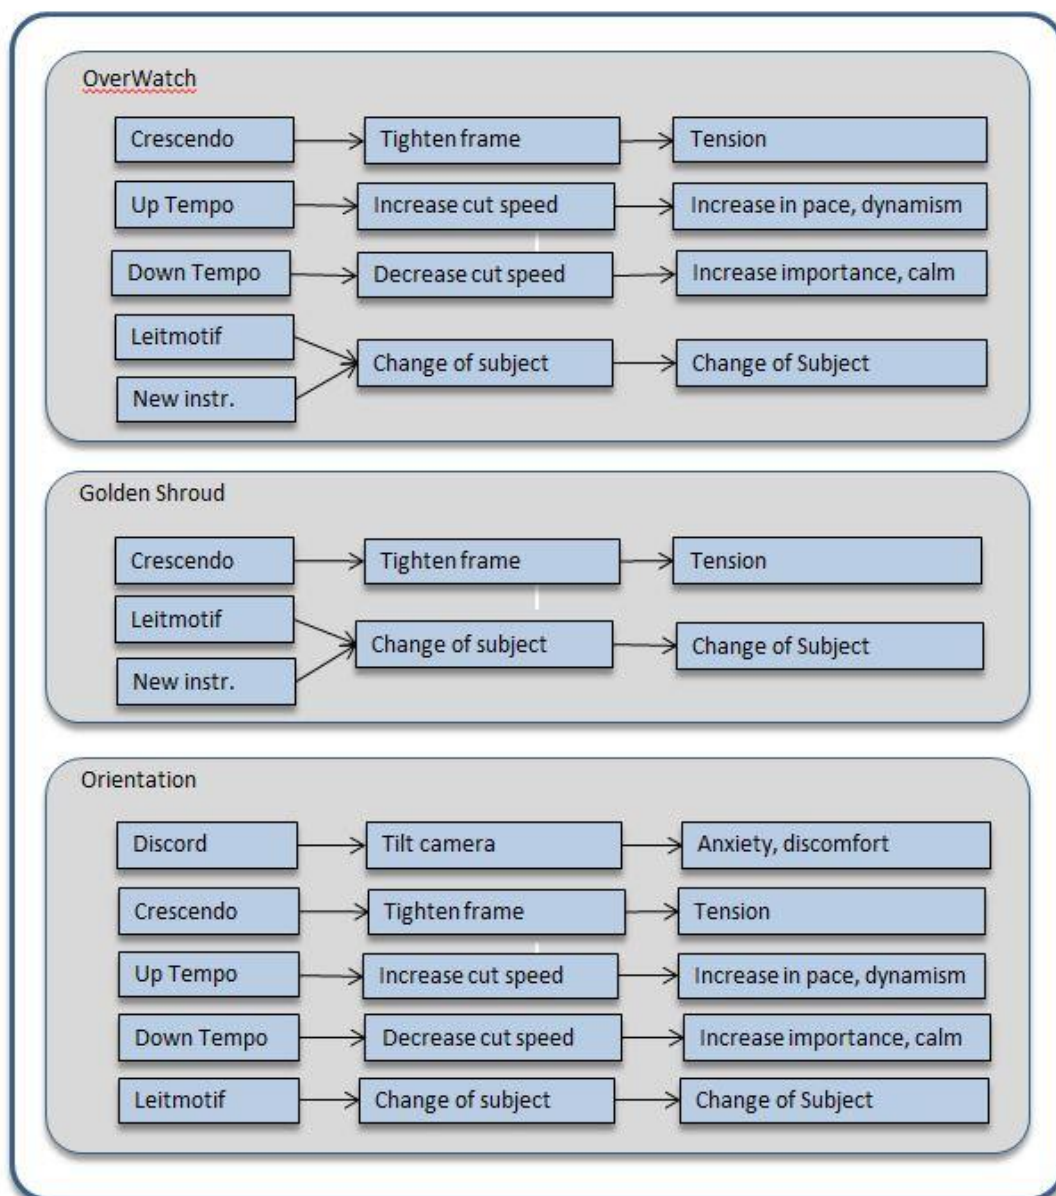 OverWatch
Crescendo
Tighten frame
Tension
Up Tempo
Increase cut speed
Increase in pace, dynamism
Down Tempo
Decrease cut speed
Increase importance, calm
Leitmotif
New instr.
Change of subject
Change of Subject
Golden Shroud
Crescendo
Tighten frame
Tension
Leitmotif
New instr.
Change of subject
Change of Subject
Orientation
Discord
Tilt camera
Anxiety, discomfort
Crescendo
Tighten frame
Tension
Up Tempo
Increase cut speed
Increase in pace, dynamism
Down Tempo
Decrease cut speed
Increase importance, calm
Leitmotif
Change of subject
Change of Subject